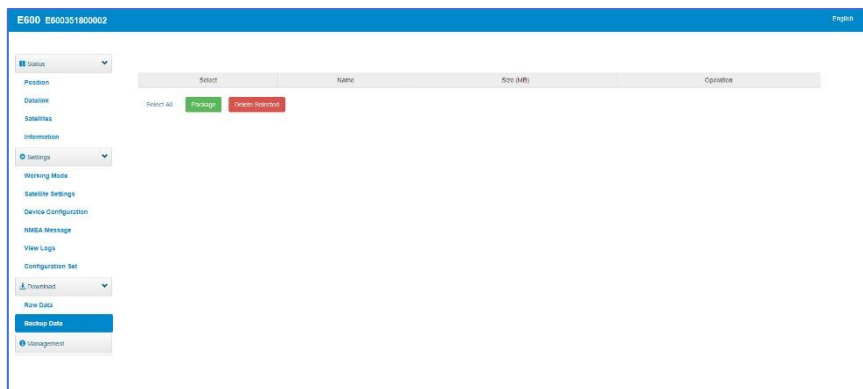 E600 E600351800002
English
Status
Position
Datalink
Satellites
Information
Settings
Working Mode
Satellite Settings
Device Configuration
NMEA Message
View Logs
Configuration Set
Download
Raw Data
Backup Data
Management
Select Name Size (MB) Operation
Select All Package Delete Selected